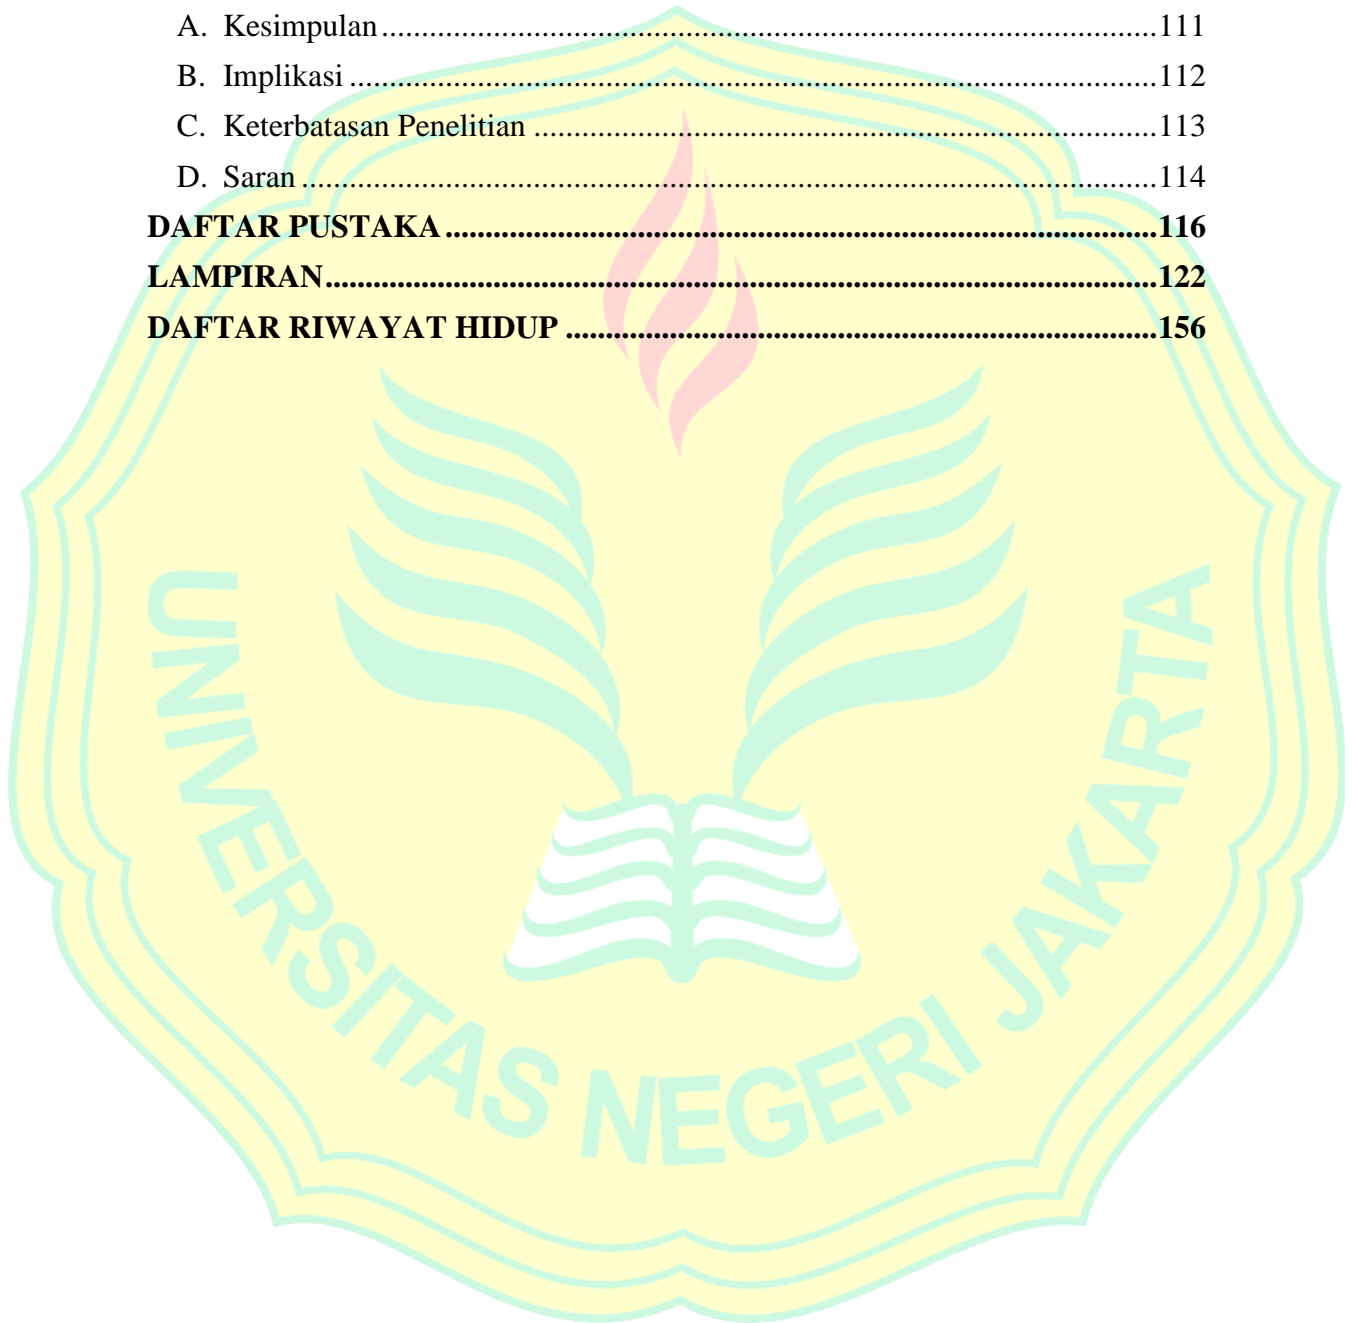 A. Kesimpulan.................................................................................................111
B. Implikasi .....................................................................................................112
C. Keterbatasan Penelitian ..............................................................................113
D. Saran ...........................................................................................................114
DAFTAR PUSTAKA.........................................................................................116
LAMPIRAN........................................................................................................122
DAFTAR RIWAYAT HIDUP ..........................................................................156
UNIVERSITAS NEGERI JAKARTA